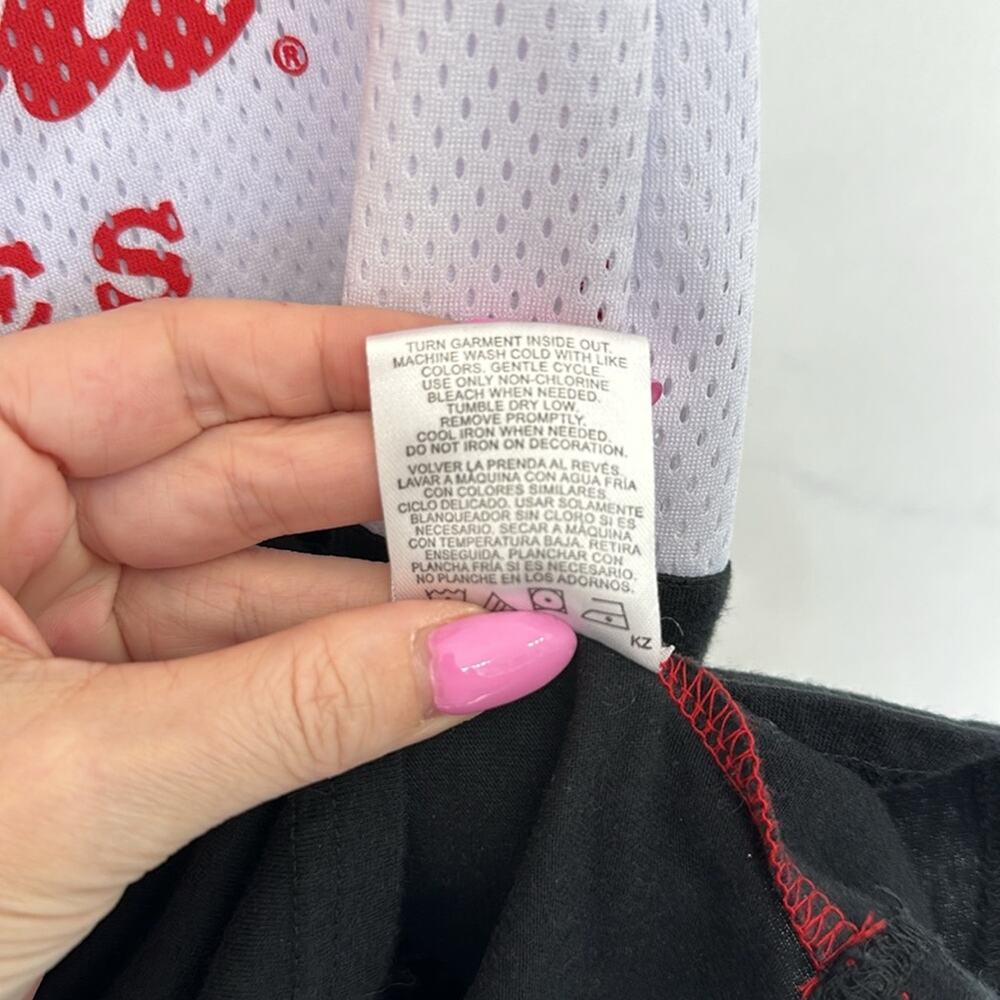 ®
ES
TURN GARMENT INSIDE OUT.
MACHINE WASH COLD WITH LIKE
COLORS. GENTLE CYCLE.
USE ONLY NON-CHLORINE
BLEACH WHEN NEEDED.
TUMBLE DRY LOW.
REMOVE PROMPTLY.
COOL IRON WHEN NEEDED.
DO NOT IRON ON DECORATION.
VOLVER LA PRENDA AL REVÉS.
LAVAR A MÁQUINA CON AGUA FRÍA
CON COLORES SIMILARES.
CICLO DELICADO. USAR SOLAMENTE
BLANQUEADOR SIN CLORO SI ES
NECESARIO. SECAR A MÁQUINA
CON TEMPERATURA BAJA. RETIRA
ENSEGUIDA. PLANCHAR CON
PLANCHA FRÍA SI ES NECESARIO.
NO PLANCHE EN LOS ADORNOS.
KZ